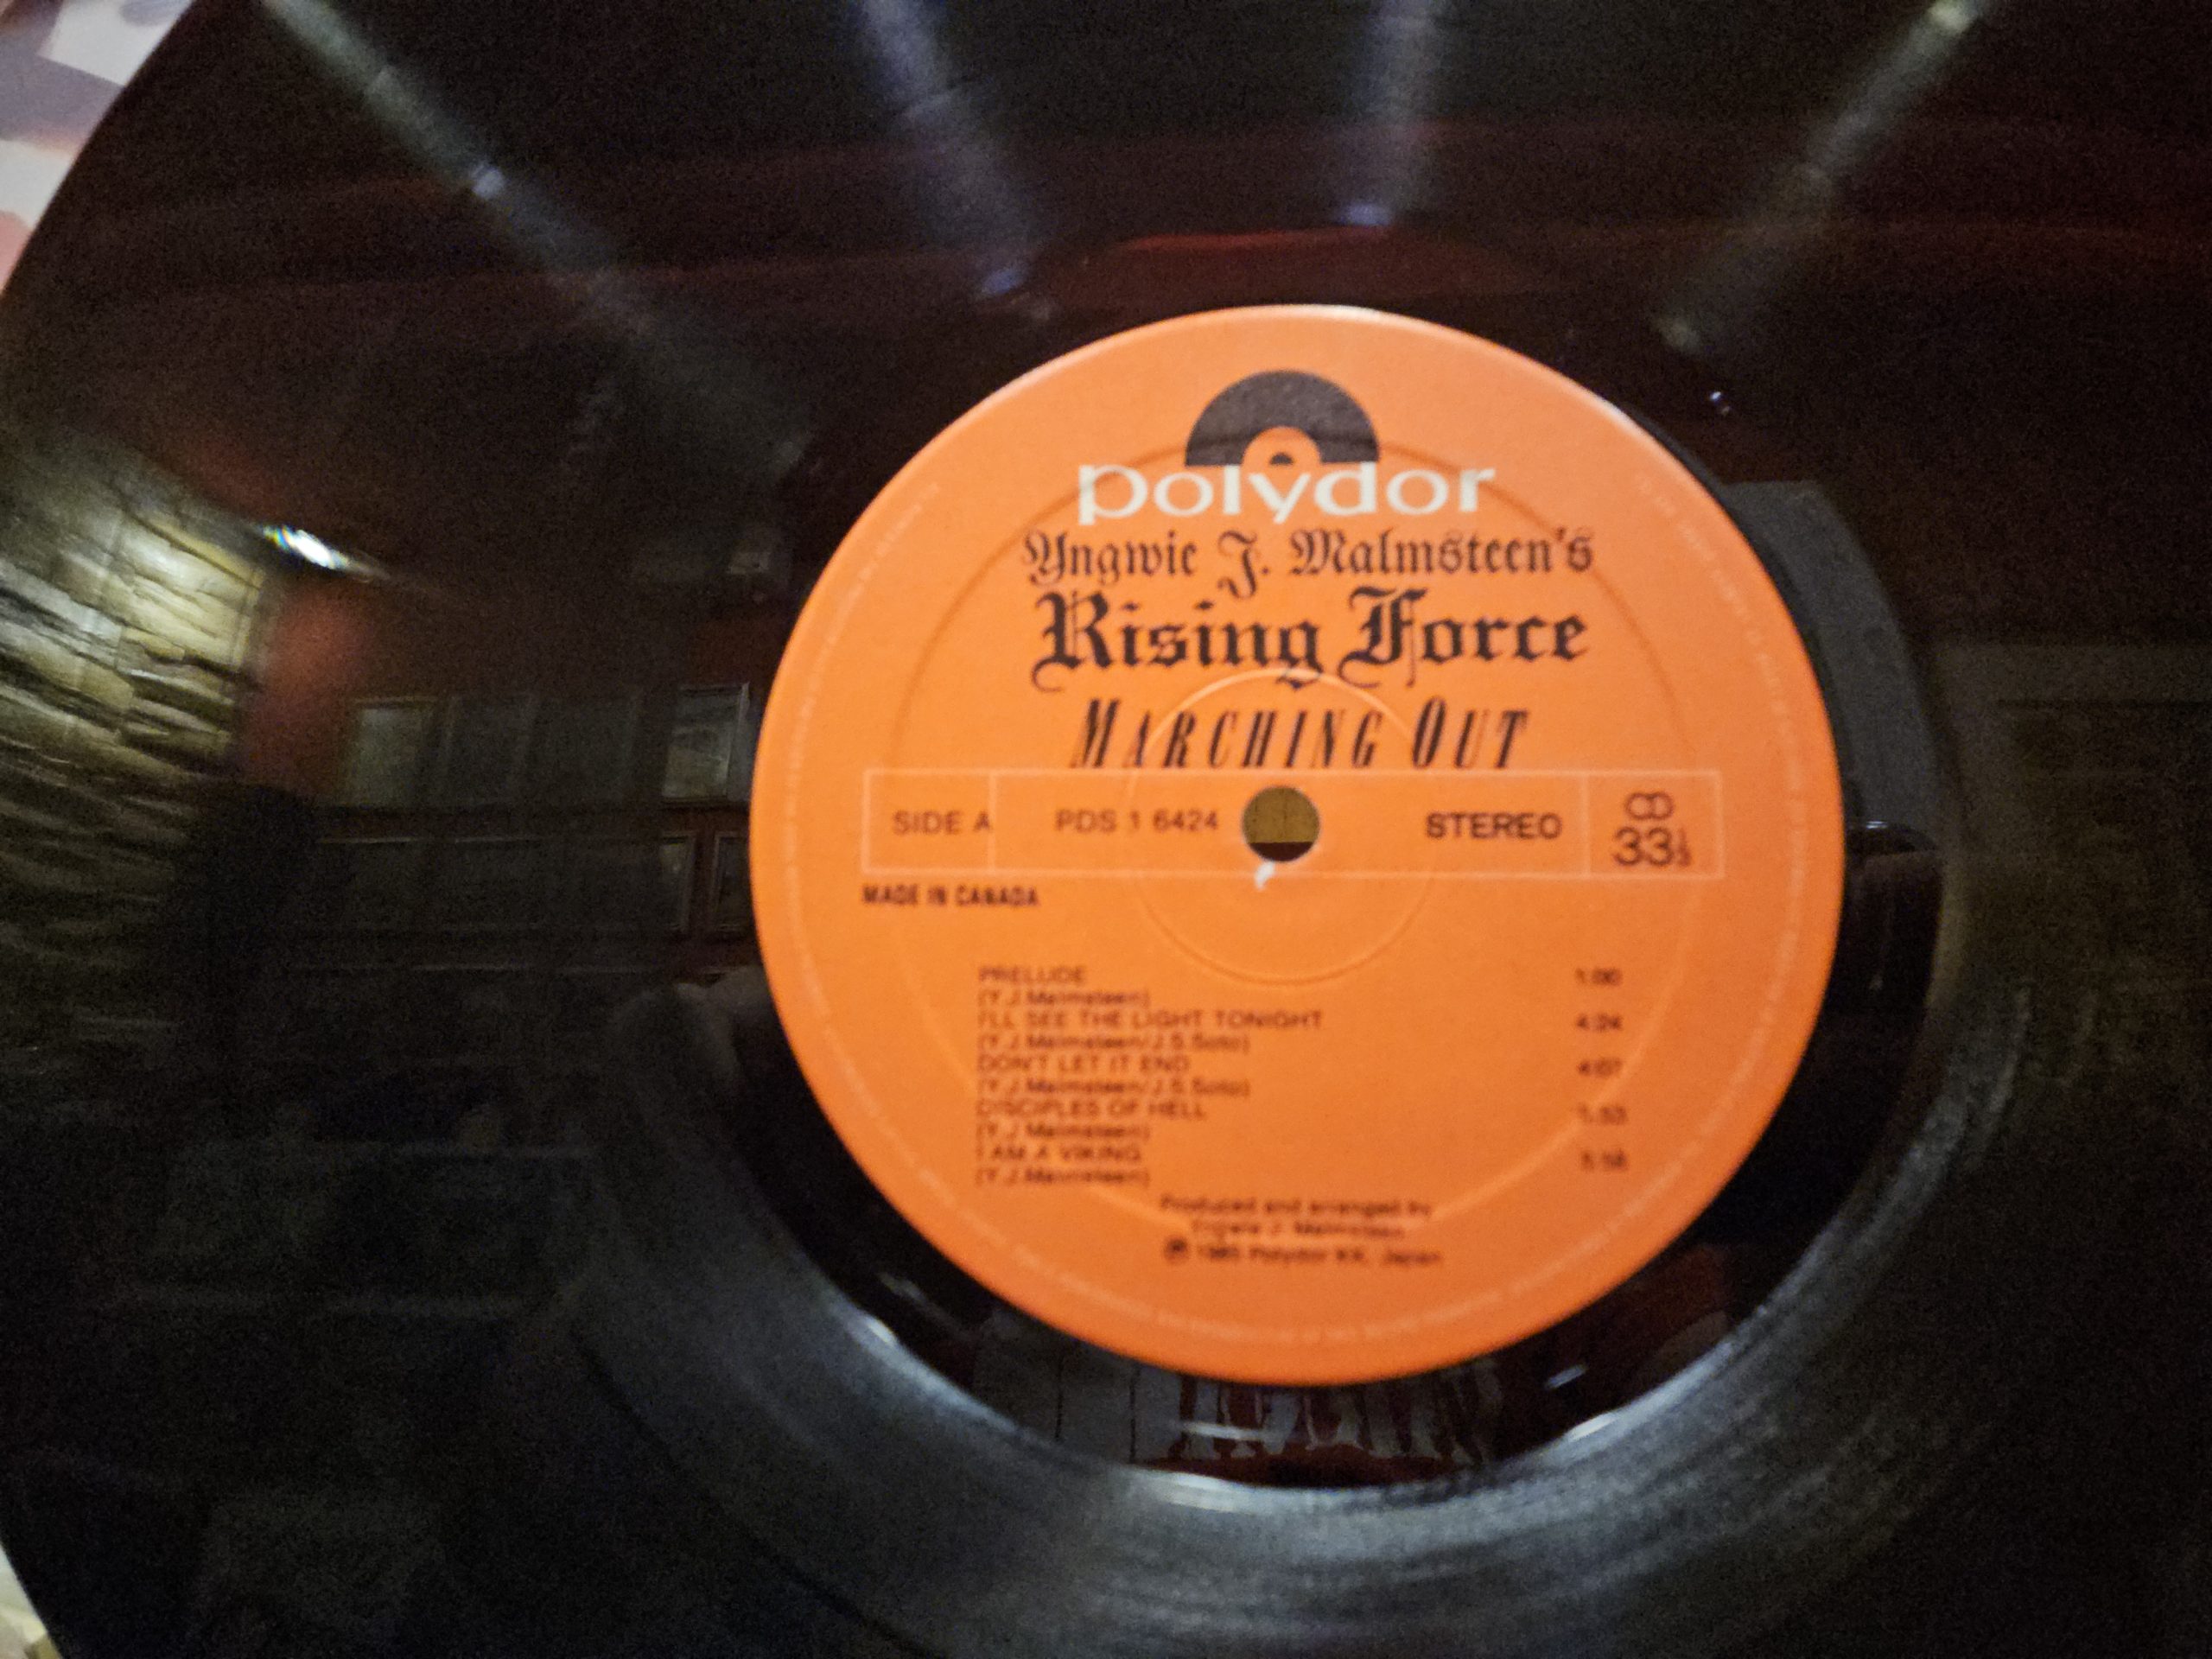 polydor
Yngwie J. Malmsteen's
Rising Force
MARCHING OUT
SIDE A PDS 1 6424 STEREO 33⅓
MADE IN CANADA
PRELUDE 1:00
(Y.J.Malmsteen)
I'LL SEE THE LIGHT TONIGHT 4:24
(Y.J.Malmsteen/J.S.Soto)
DON'T LET IT END 4:07
(Y.J.Malmsteen/J.S.Soto)
DISCIPLES OF HELL
(Y.J.Malmsteen)
I AM A VIKING
(Y.J.Malmsteen)
Produced and arranged by
Yngwie J. Malmsteen
℗ 1985 Polydor KK, Japan